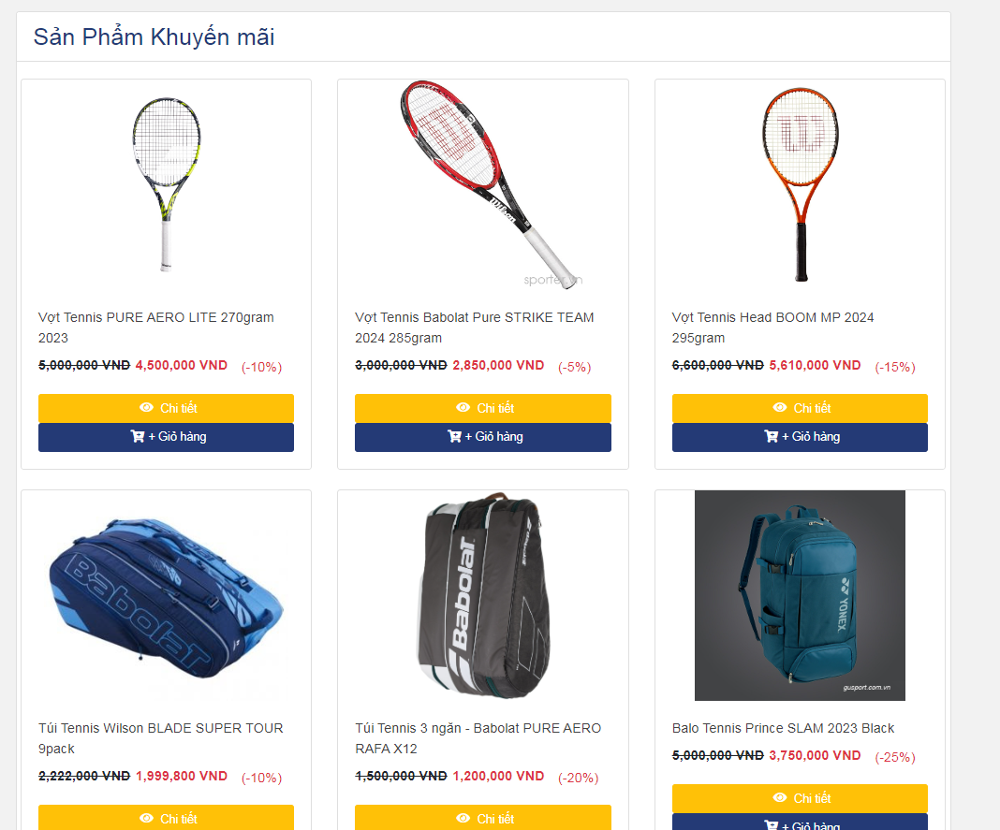 Sản Phẩm Khuyến mãi
Wilson
sporter.vn
Vợt Tennis PURE AERO LITE 270gram
2023
5,000,000 VND 4,500,000 VND (-10%)
Chi tiết
+ Giỏ hàng
Vợt Tennis Babolat Pure STRIKE TEAM
2024 285gram
3,000,000 VND 2,850,000 VND (-5%)
Chi tiết
+ Giỏ hàng
Vợt Tennis Head BOOM MP 2024
295gram
6,600,000 VND 5,610,000 VND (-15%)
Chi tiết
+ Giỏ hàng
Babolat
Babolat
YONEX
gusport.com.vn
Túi Tennis Wilson BLADE SUPER TOUR
9pack
2,222,000 VND 1,999,800 VND (-10%)
Chi tiết
Túi Tennis 3 ngăn - Babolat PURE AERO
RAFA X12
1,500,000 VND 1,200,000 VND (-20%)
Chi tiết
Balo Tennis Prince SLAM 2023 Black
5,000,000 VND 3,750,000 VND (-25%)
Chi tiết
+ Giỏ hàng